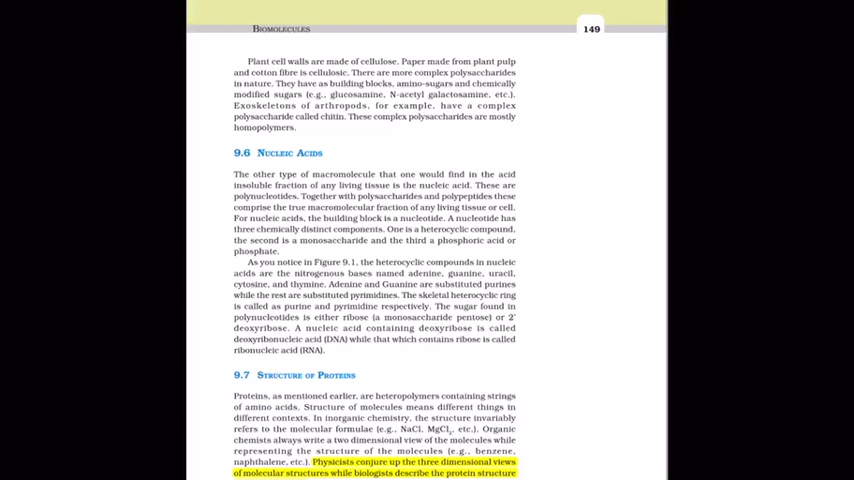 BIOMOLECULES
149
Plant cell walls are made of cellulose. Paper made from plant pulp
and cotton fibre is cellulosic. There are more complex polysaccharides
in nature. They have as building blocks, amino-sugars and chemically
modified sugars (e.g., glucosamine, N-acetyl galactosamine, etc.).
Exoskeletons of arthropods, for example, have a complex
polysaccharide called chitin. These complex polysaccharides are mostly
homopolymers.
9.6 NUCLEIC ACIDS
The other type of macromolecule that one would find in the acid
insoluble fraction of any living tissue is the nucleic acid. These are
polynucleotides. Together with polysaccharides and polypeptides these
comprise the true macromolecular fraction of any living tissue or cell.
For nucleic acids, the building block is a nucleotide. A nucleotide has
three chemically distinct components. One is a heterocyclic compound,
the second is a monosaccharide and the third a phosphoric acid or
phosphate.
As you notice in Figure 9.1, the heterocyclic compounds in nucleic
acids are the nitrogenous bases named adenine, guanine, uracil,
cytosine, and thymine. Adenine and Guanine are substituted purines
while the rest are substituted pyrimidines. The skeletal heterocyclic ring
is called as purine and pyrimidine respectively. The sugar found in
polynucleotides is either ribose (a monosaccharide pentose) or 2'
deoxyribose. A nucleic acid containing deoxyribose is called
deoxyribonucleic acid (DNA) while that which contains ribose is called
ribonucleic acid (RNA).
9.7 STRUCTURE OF PROTEINS
Proteins, as mentioned earlier, are heteropolymers containing strings
of amino acids. Structure of molecules means different things in
different contexts. In inorganic chemistry, the structure invariably
refers to the molecular formulae (e.g., NaCl, MgCl₂, etc.). Organic
chemists always write a two dimensional view of the molecules while
representing the structure of the molecules (e.g., benzene,
naphthalene, etc.). Physicists conjure up the three dimensional views
of molecular structures while biologists describe the protein structure